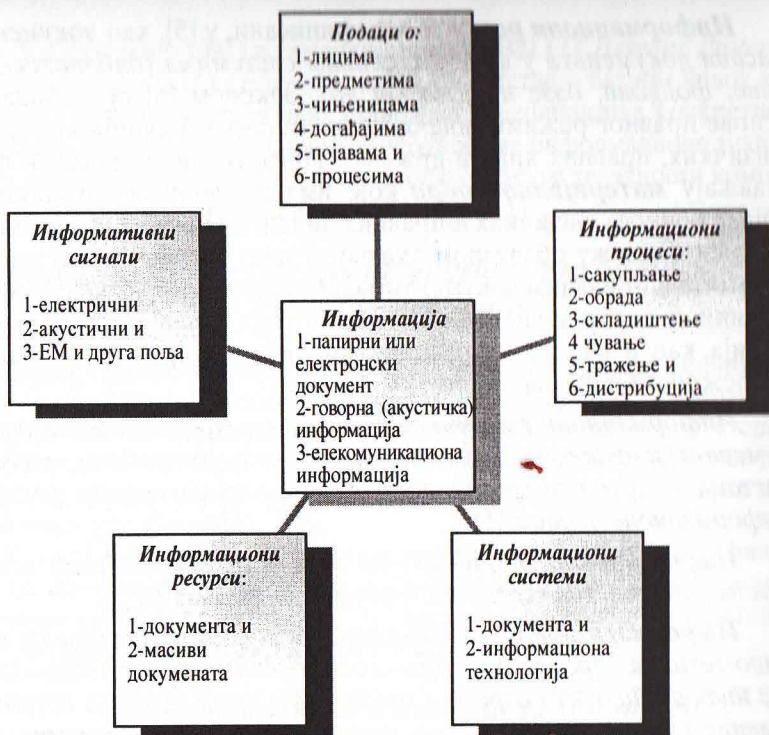 Подаци о:
1-лицима
2-предметима
3-чињеницама
4-догађајима
5-појавама и
6-процесима
Информативни
сигнали
1-електрични
2-акустични и
3-ЕМ и друга поља
Информација
1-папирни или
електронски
документ
2-говорна (акустичка)
информација
3-елекомуникациона
информација
Информациони
процеси:
1-сакупљање
2-обрада
3-складиштење
4 чување
5-тражење и
6-дистрибуција
Информациони
ресурси:
1-документа и
2-масиви
докумената
Информациони
системи
1-документа и
2-информациона
технологија